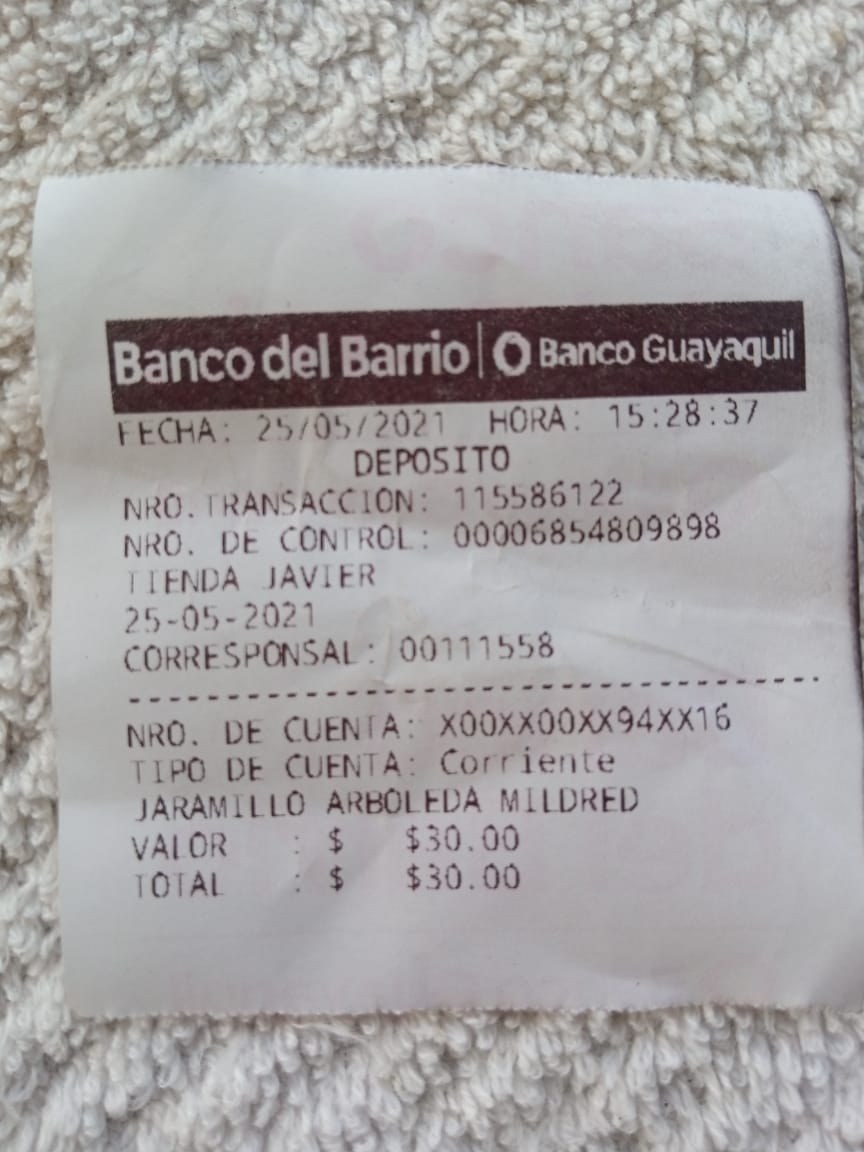 Banco del Barrio | Banco Guayaquil
FECHA: 25/05/2021 HORA: 15:28:37
DEPOSITO
NRO.TRANSACCION: 115586122
NRO. DE CONTROL: 00006854809898
TIENDA JAVIER
25-05-2021
CORRESPONSAL: 00111558
NRO. DE CUENTA: X00XX00XX94XX16
TIPO DE CUENTA: Corriente
JARAMILLO ARBOLEDA MILDRED
VALOR : $ $30.00
TOTAL : $ $30.00